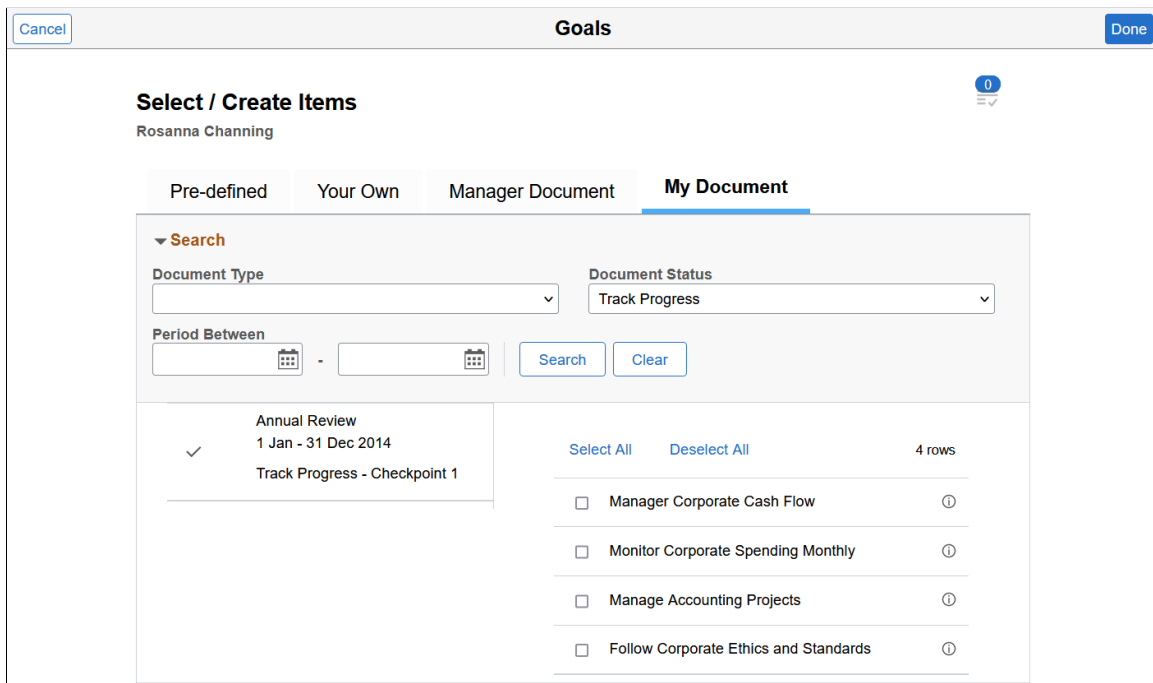 Cancel
Goals
Done
0
Select / Create Items
Rosanna Channing
Pre-defined
Your Own
Manager Document
My Document
Search
Document Type
Document Status
Track Progress
Period Between
-
Search
Clear
Annual Review
1 Jan - 31 Dec 2014
Track Progress - Checkpoint 1
Select All
Deselect All
4 rows
Manager Corporate Cash Flow
Monitor Corporate Spending Monthly
Manage Accounting Projects
Follow Corporate Ethics and Standards